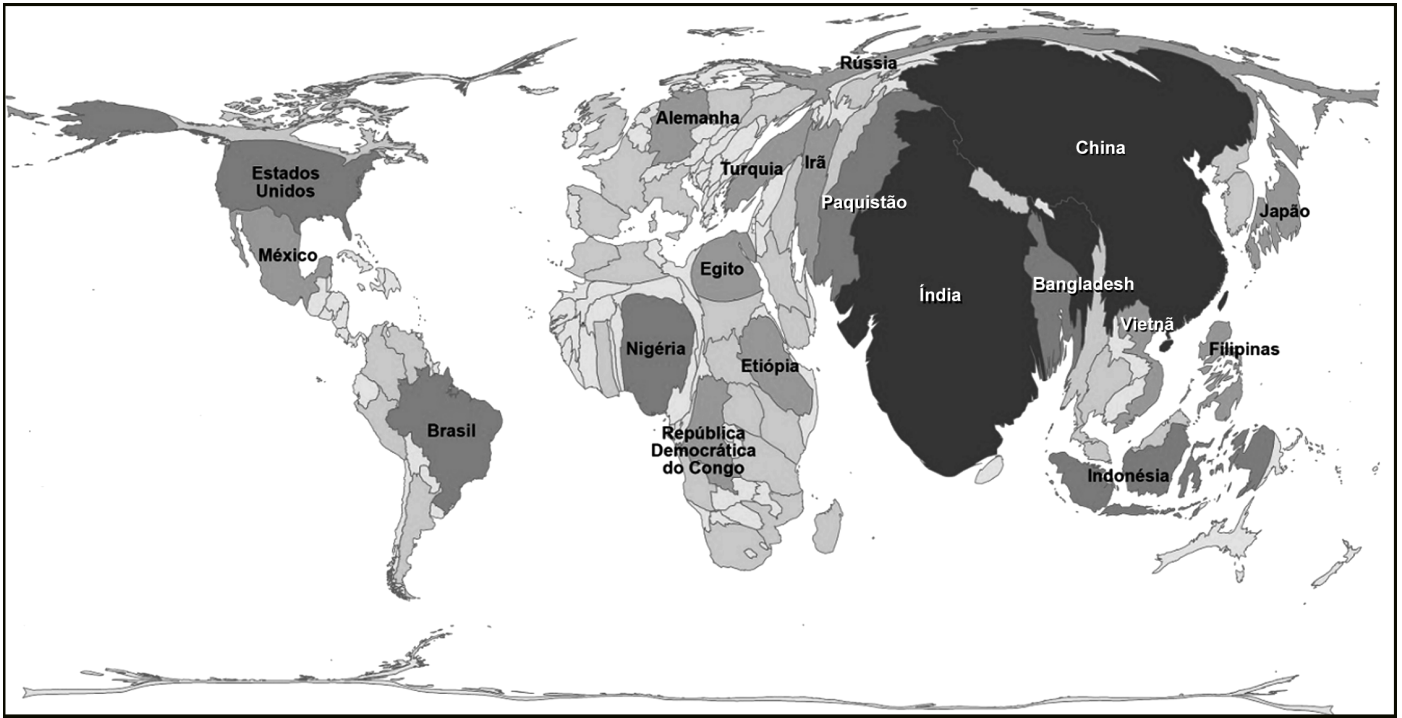 Rússia
Alemanha
China
Estados
Unidos
Turquia
Irã
Paquistão
Japão
México
Egito
Bangladesh
Índia
Vietnã
Nigéria
Filipinas
Etiópia
Brasil
República
Democrática
do Congo
Indonésia